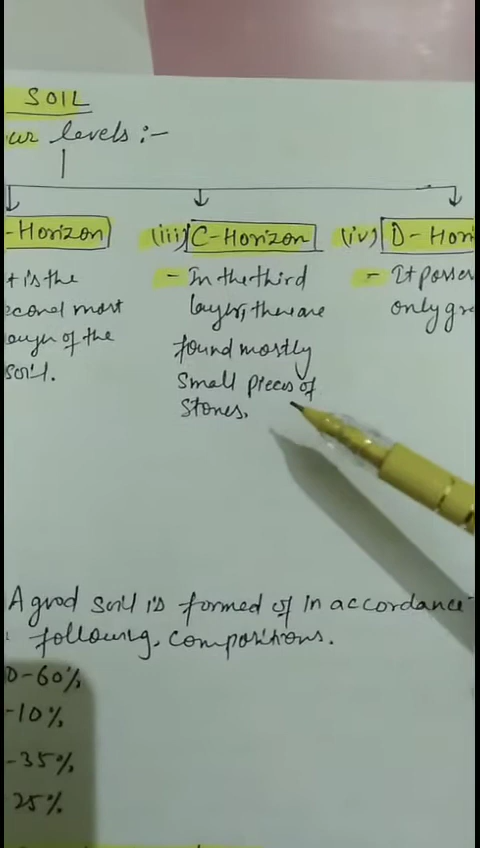 SOIL
ur levels :-
-Horizon
t is the
econd most
ayer of the
soil.
(iii) C-Horizon
- In the third
layer, there are
found mostly
small pieces of
stones.
(iv) D-Hori
- It posses
only gra
A good soil is formed of in accordance
following, compositions.
0-60%
-10%
-35%
25%